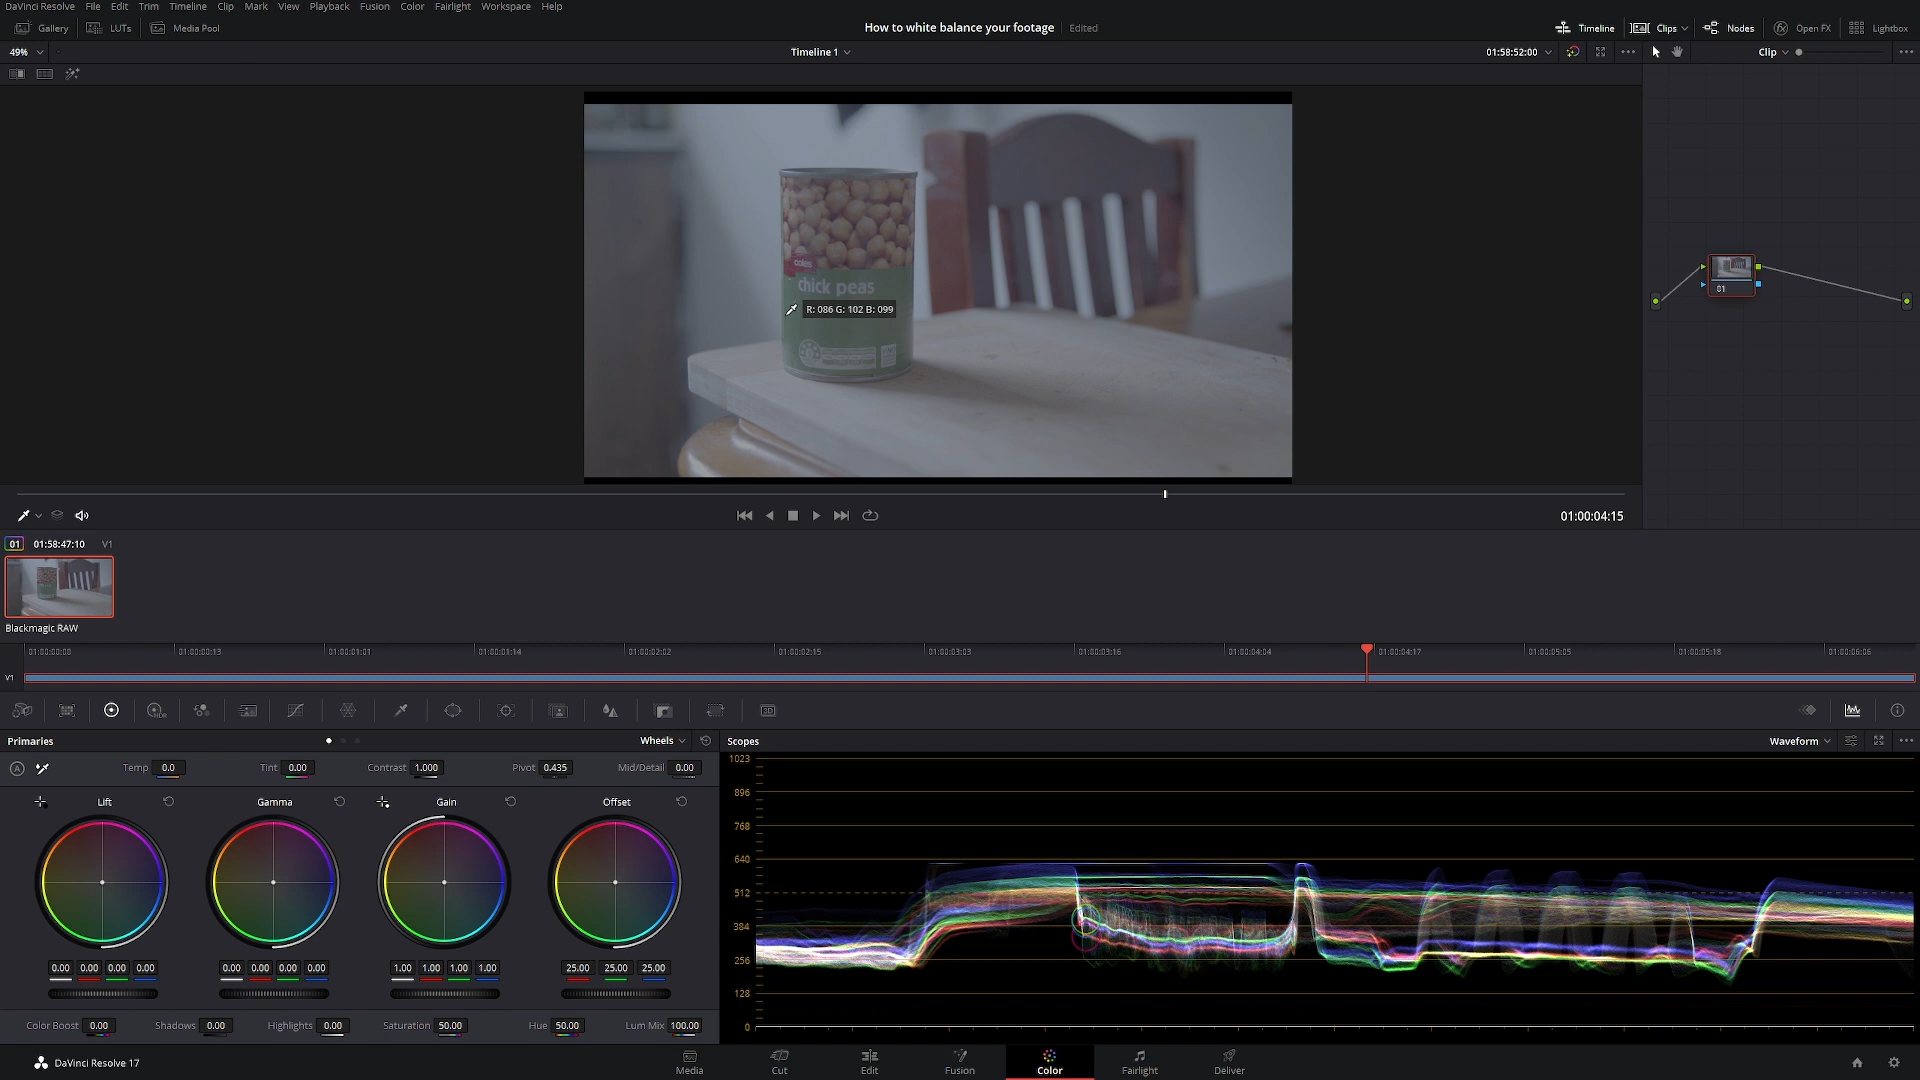 DaVinci Resolve File Edit Trim Timeline Clip Mark View Playback Fusion Color Fairlight Workspace Help
Gallery LUTs Media Pool How to white balance your footage Edited Timeline Clips Nodes Open FX Lightbox
49% Timeline 1 01:58:52:00 Clip
coles
chick peas
R: 086 G: 102 B: 099
01
01:00:04:15
01 01:58:47:10 V1
Blackmagic RAW
01:00:00:00 01:00:00:13 01:00:01:01 01:00:01:14 01:00:02:02 01:00:02:15 01:00:03:03 01:00:03:16 01:00:04:04 01:00:04:17 01:00:05:05 01:00:05:18 01:00:06:06
V1
HDR 3D
Primaries Wheels Scopes Waveform
A Temp 0.0 Tint 0.00 Contrast 1.000 Pivot 0.435 Mid/Detail 0.00
Lift Gamma Gain Offset
0.00 0.00 0.00 0.00 0.00 0.00 0.00 0.00 1.00 1.00 1.00 1.00 25.00 25.00 25.00
Color Boost 0.00 Shadows 0.00 Highlights 0.00 Saturation 50.00 Hue 50.00 Lum Mix 100.00
1023
896
768
640
512
384
256
128
0
DaVinci Resolve 17 Media Cut Edit Fusion Color Fairlight Deliver